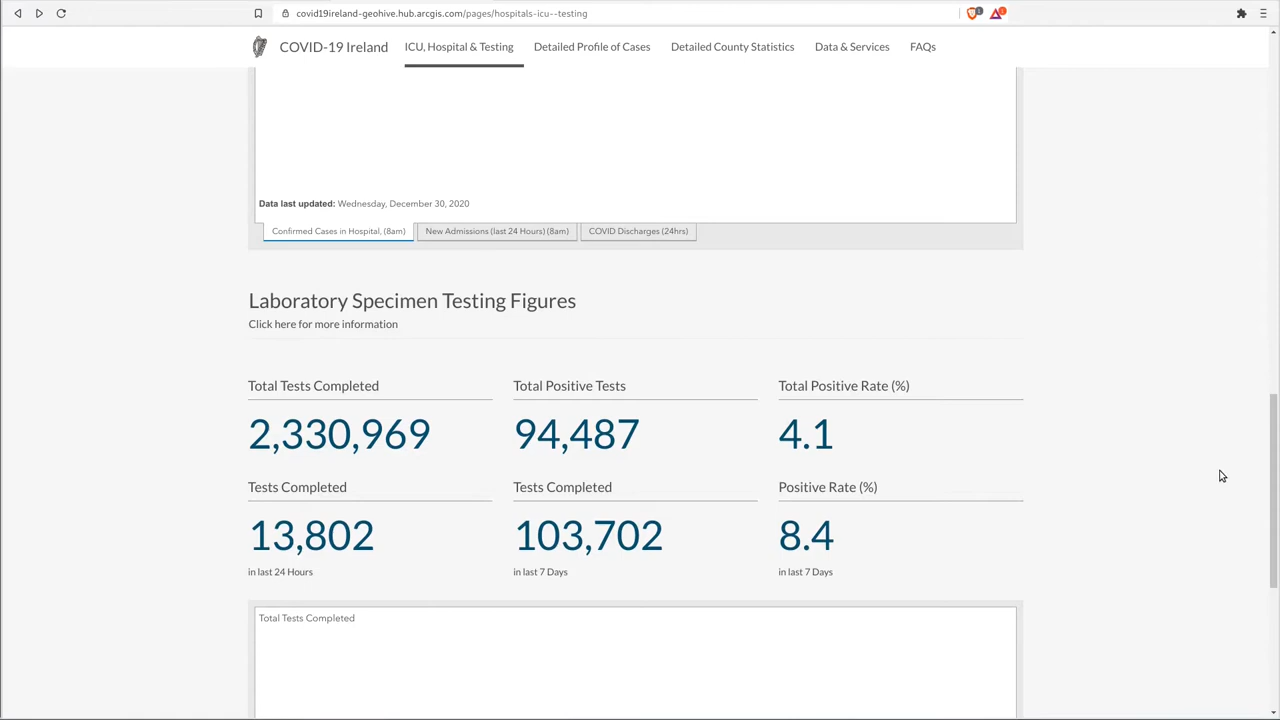 covid19ireland-geohive.hub.arcgis.com/pages/hospitals-icu--testing
COVID-19 Ireland
ICU, Hospital & Testing
Detailed Profile of Cases
Detailed County Statistics
Data & Services
FAQs
Data last updated: Wednesday, December 30, 2020
Confirmed Cases in Hospital, (8am)
New Admissions (last 24 Hours) (8am)
COVID Discharges (24hrs)
Laboratory Specimen Testing Figures
Click here for more information
Total Tests Completed
Total Positive Tests
Total Positive Rate (%)
2,330,969
94,487
4.1
Tests Completed
Tests Completed
Positive Rate (%)
13,802
103,702
8.4
in last 24 Hours
in last 7 Days
in last 7 Days
Total Tests Completed